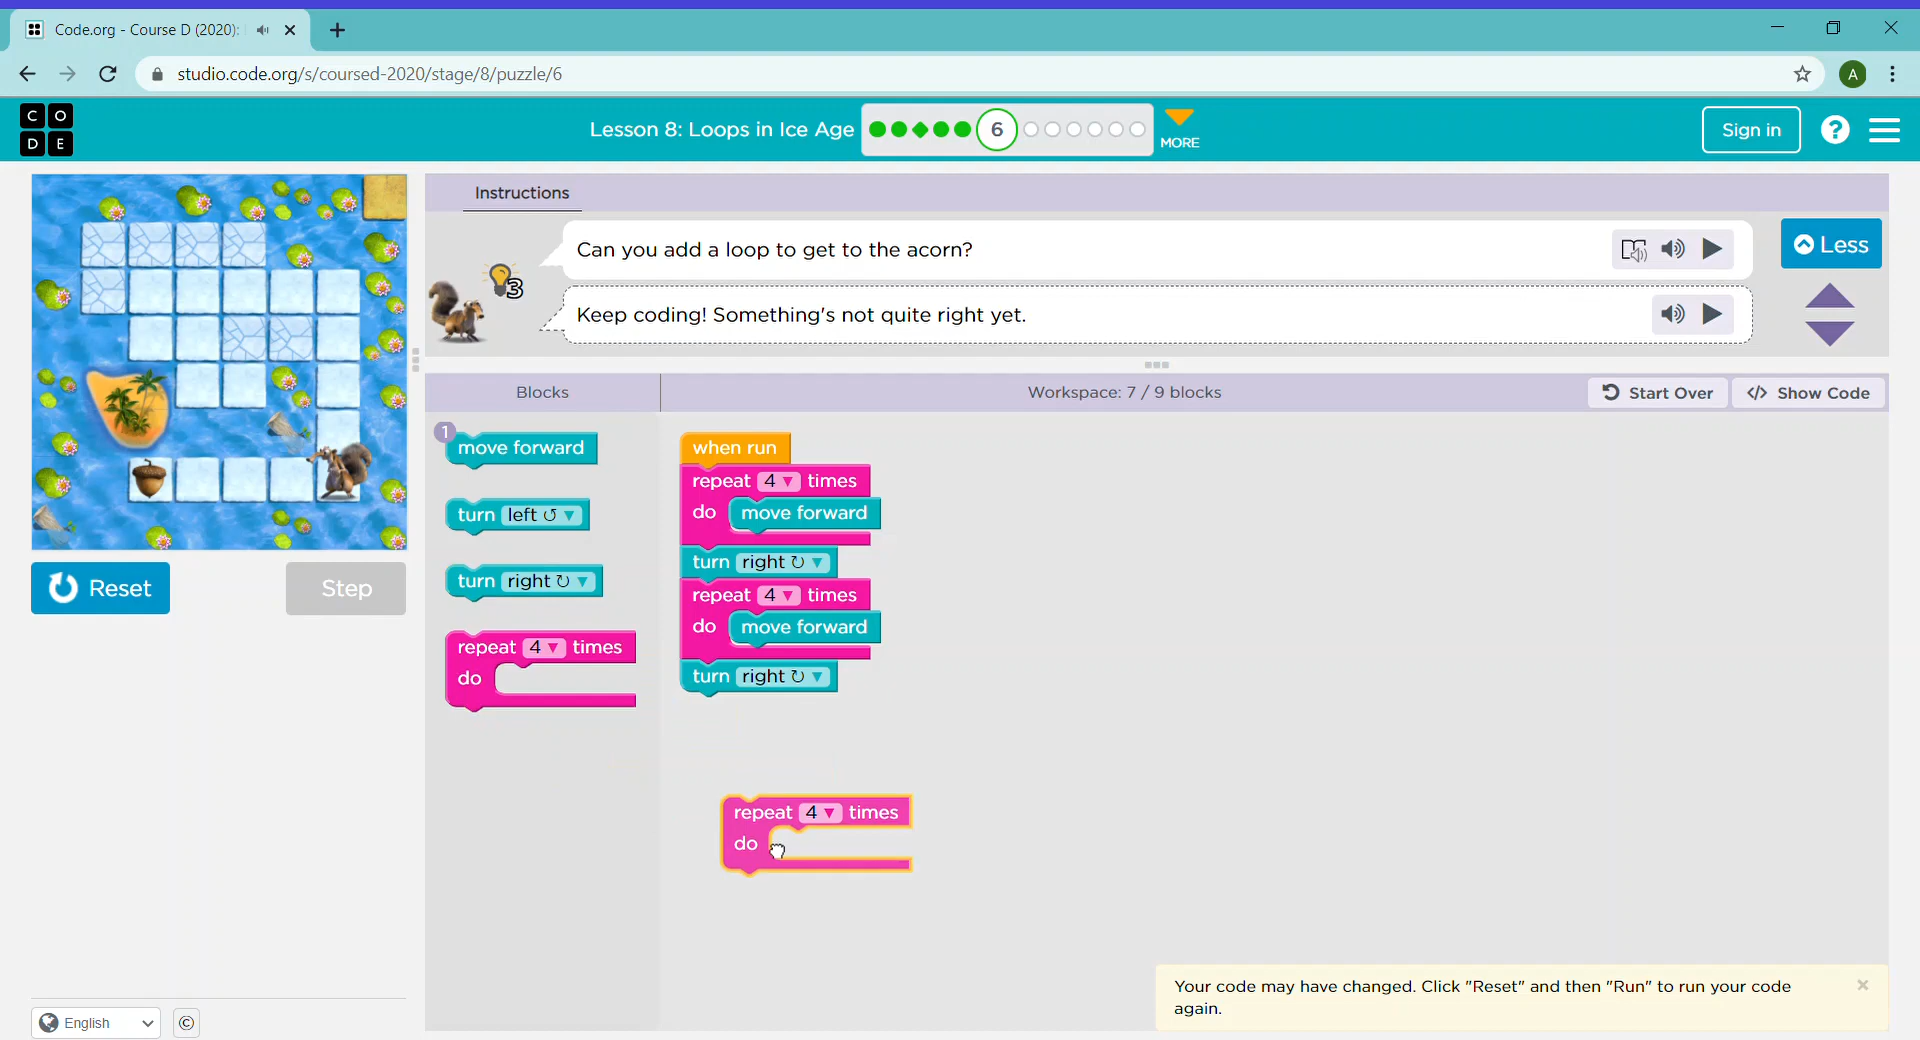 Code.org - Course D (2020):
studio.code.org/s/coursed-2020/stage/8/puzzle/6
A
C O
D E
Lesson 8: Loops in Ice Age
6
MORE
Sign in
?
Instructions
Can you add a loop to get to the acorn?
Less
3
Keep coding! Something's not quite right yet.
Blocks
Workspace: 7 / 9 blocks
Start Over
</> Show Code
1
move forward
turn left ↺ ▼
turn right ↻ ▼
repeat 4 ▼ times
do
when run
repeat 4 ▼ times
do move forward
turn right ↻ ▼
repeat 4 ▼ times
do move forward
turn right ↻ ▼
repeat 4 ▼ times
do
Reset
Step
Your code may have changed. Click "Reset" and then "Run" to run your code
again.
English
©